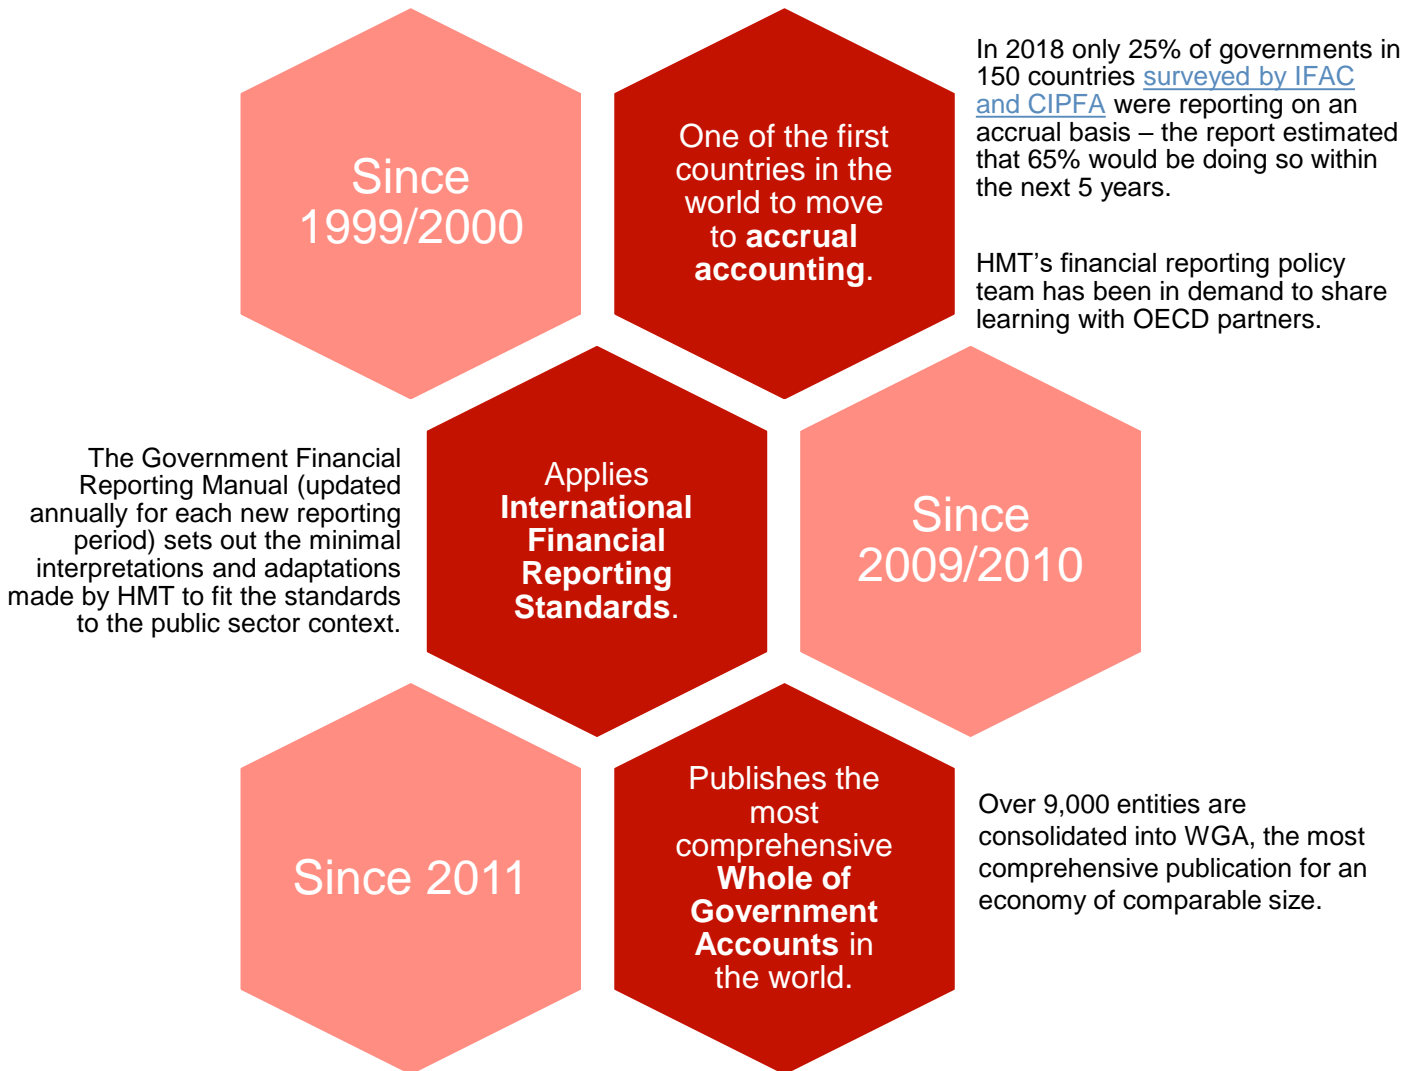 Since
1999/2000
One of the first
countries in the
world to move
to accrual
accounting.
In 2018 only 25% of governments in
150 countries surveyed by IFAC
and CIPFA were reporting on an
accrual basis – the report estimated
that 65% would be doing so within
the next 5 years.
HMT’s financial reporting policy
team has been in demand to share
learning with OECD partners.
The Government Financial
Reporting Manual (updated
annually for each new reporting
period) sets out the minimal
interpretations and adaptations
made by HMT to fit the standards
to the public sector context.
Applies
International
Financial
Reporting
Standards.
Since
2009/2010
Since 2011
Publishes the
most
comprehensive
Whole of
Government
Accounts in
the world.
Over 9,000 entities are
consolidated into WGA, the most
comprehensive publication for an
economy of comparable size.